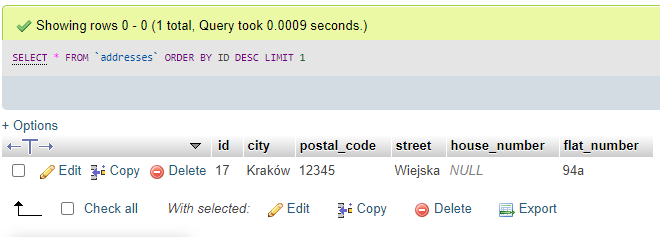 Showing rows 0 - 0 (1 total, Query took 0.0009 seconds.)
SELECT * FROM `addresses` ORDER BY ID DESC LIMIT 1
+ Options
id city postal_code street house_number flat_number
Edit Copy Delete 17 Kraków 12345 Wiejska NULL 94a
Check all With selected: Edit Copy Delete Export